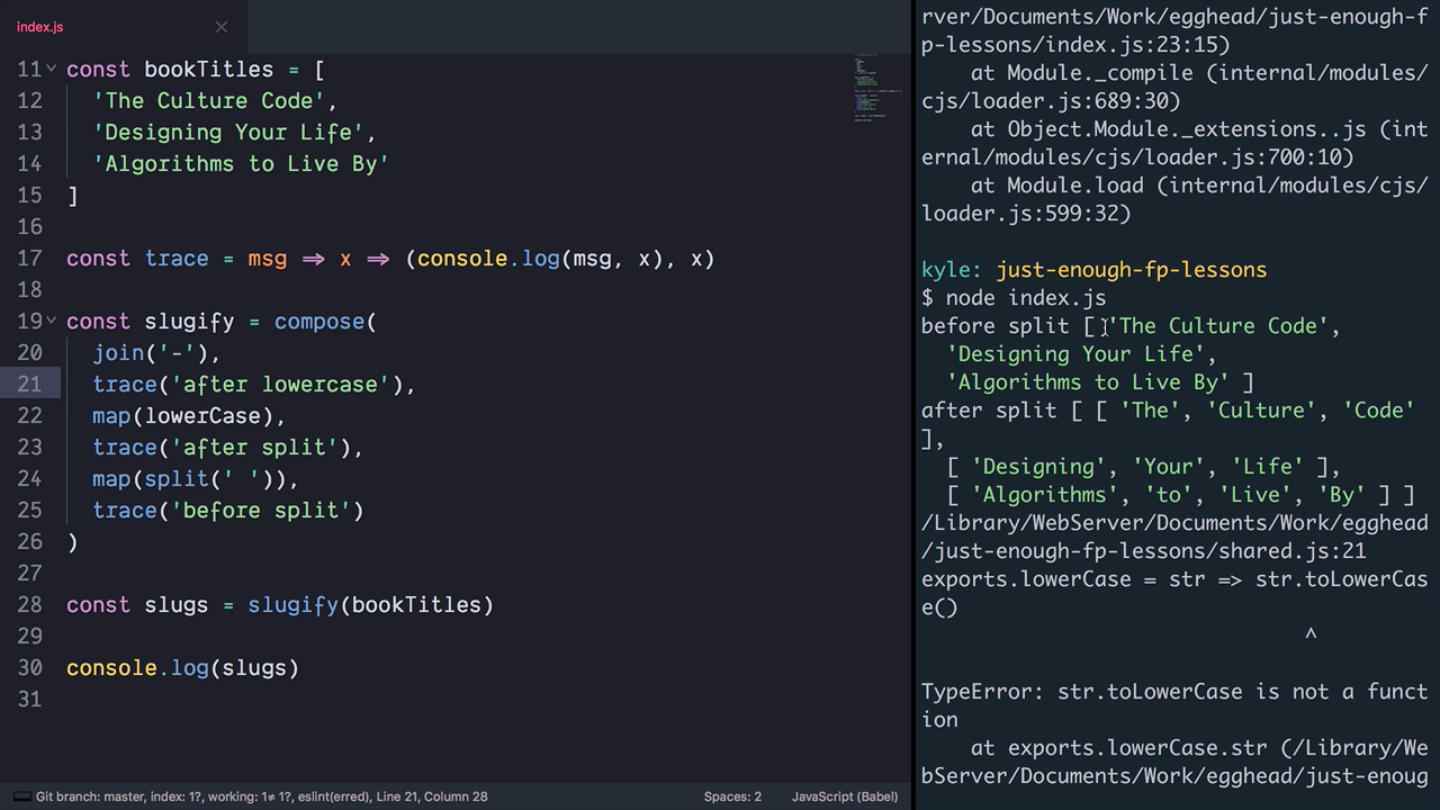 index.js
11 const bookTitles = [
12 'The Culture Code',
13 'Designing Your Life',
14 'Algorithms to Live By'
15 ]
16
17 const trace = msg ⇒ x ⇒ (console.log(msg, x), x)
18
19 const slugify = compose(
20 join('-'),
21 trace('after lowercase'),
22 map(lowerCase),
23 trace('after split'),
24 map(split(' ')),
25 trace('before split')
26 )
27
28 const slugs = slugify(bookTitles)
29
30 console.log(slugs)
31
Git branch: master, index: 1?, working: 1≠ 1?, eslint(erred), Line 21, Column 28
Spaces: 2
JavaScript (Babel)
rver/Documents/Work/egghead/just-enough-f
p-lessons/index.js:23:15)
at Module._compile (internal/modules/
cjs/loader.js:689:30)
at Object.Module._extensions..js (int
ernal/modules/cjs/loader.js:700:10)
at Module.load (internal/modules/cjs/
loader.js:599:32)
kyle: just-enough-fp-lessons
$ node index.js
before split [ 'The Culture Code',
'Designing Your Life',
'Algorithms to Live By' ]
after split [ [ 'The', 'Culture', 'Code'
],
[ 'Designing', 'Your', 'Life' ],
[ 'Algorithms', 'to', 'Live', 'By' ] ]
/Library/WebServer/Documents/Work/egghead
/just-enough-fp-lessons/shared.js:21
exports.lowerCase = str => str.toLowerCas
e()
^
TypeError: str.toLowerCase is not a funct
ion
at exports.lowerCase.str (/Library/We
bServer/Documents/Work/egghead/just-enoug